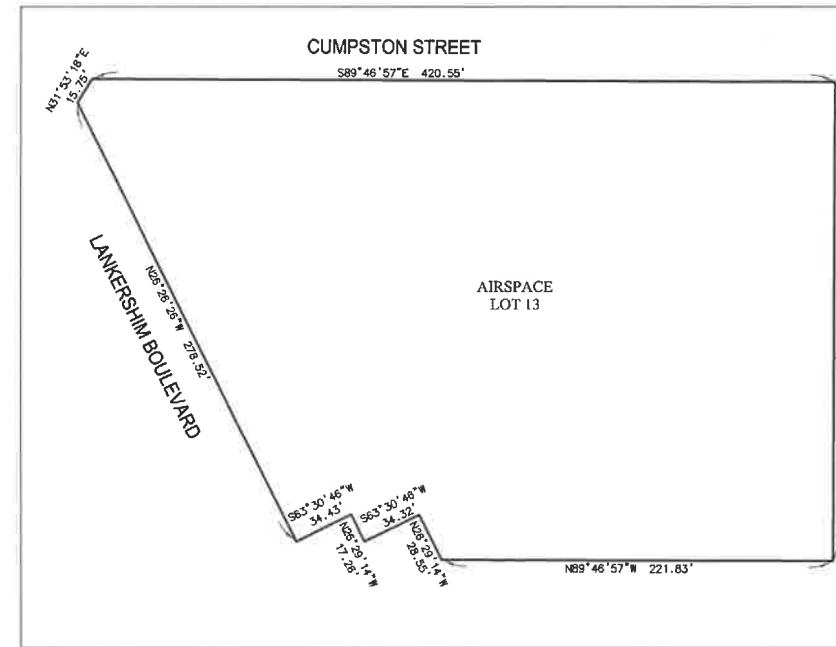 CUMPSTON STREET
S89°46'57"E 420.55'
N31°53'18"E
15.75'
LANKERSHIM BOULEVARD
N26°28'26"W 278.52'
AIRSPACE
LOT 13
S63°30'46"W
34.43'
N26°29'14"W
17.26'
S63°30'46"W
34.32'
N26°29'14"W
28.55'
N89°46'57"W 221.83'